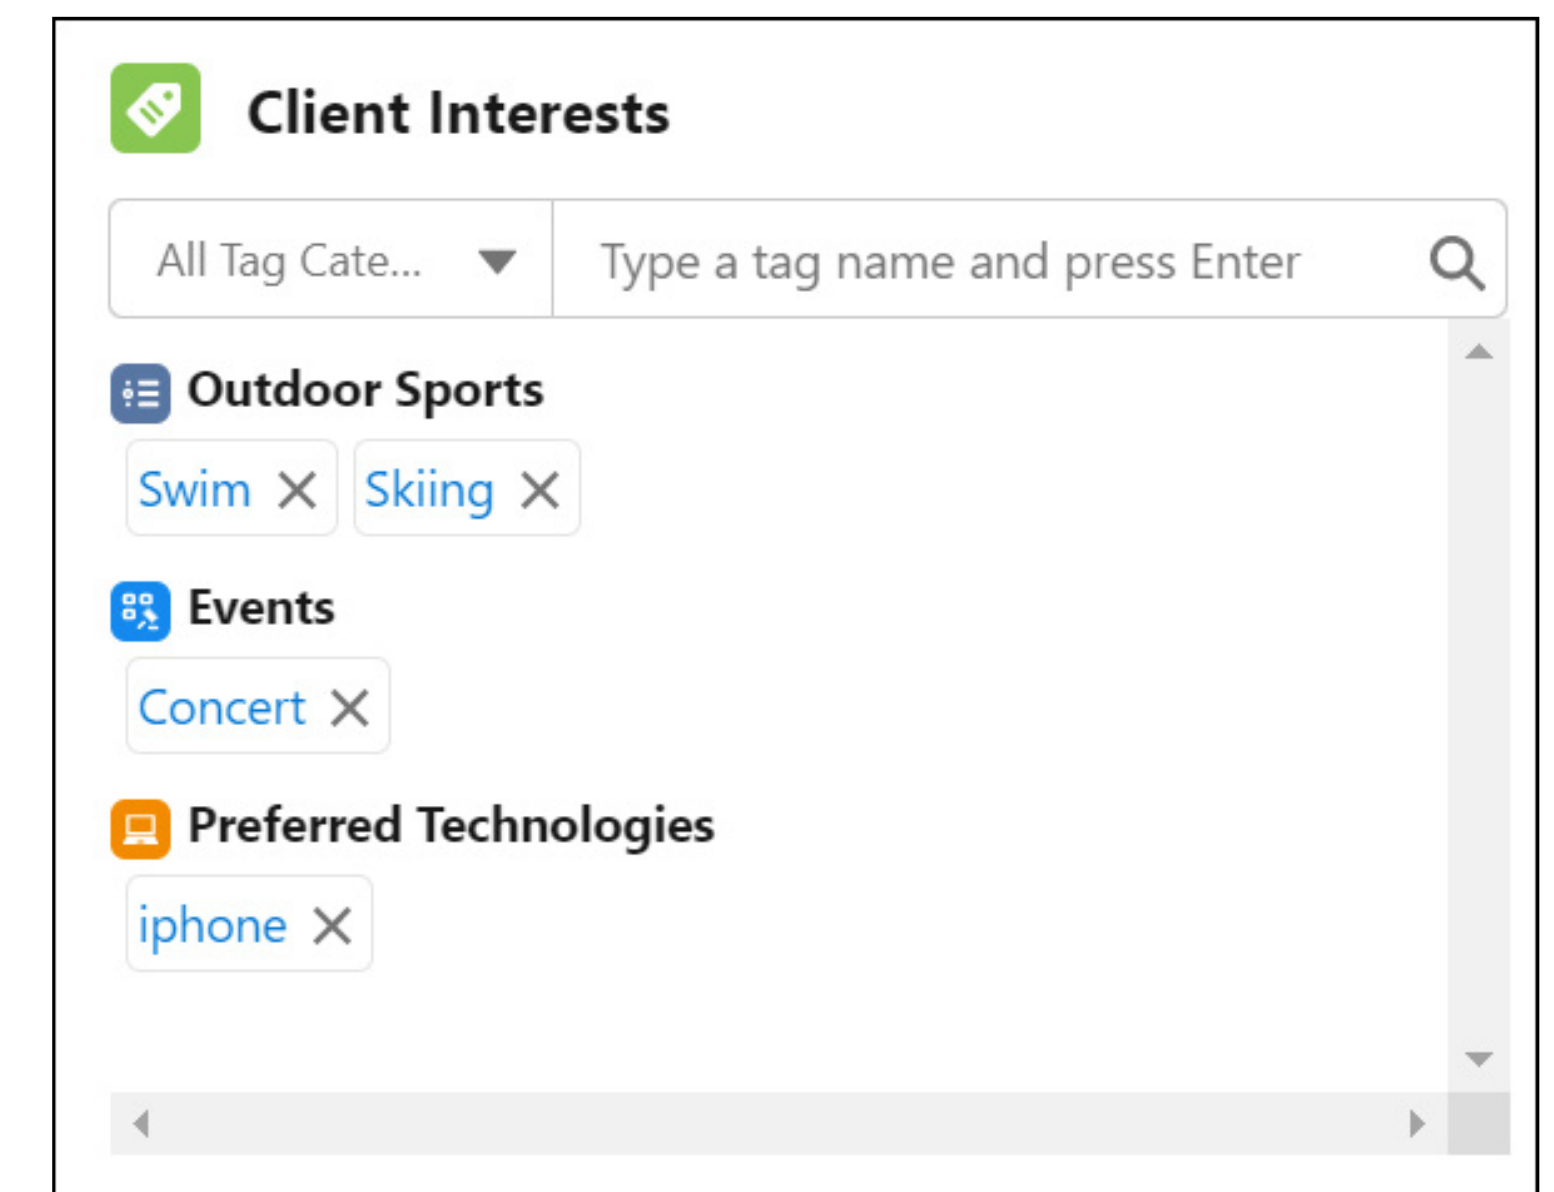 Client Interests
All Tag Cate... Type a tag name and press Enter
Outdoor Sports
Swim Skiing
Events
Concert
Preferred Technologies
iphone